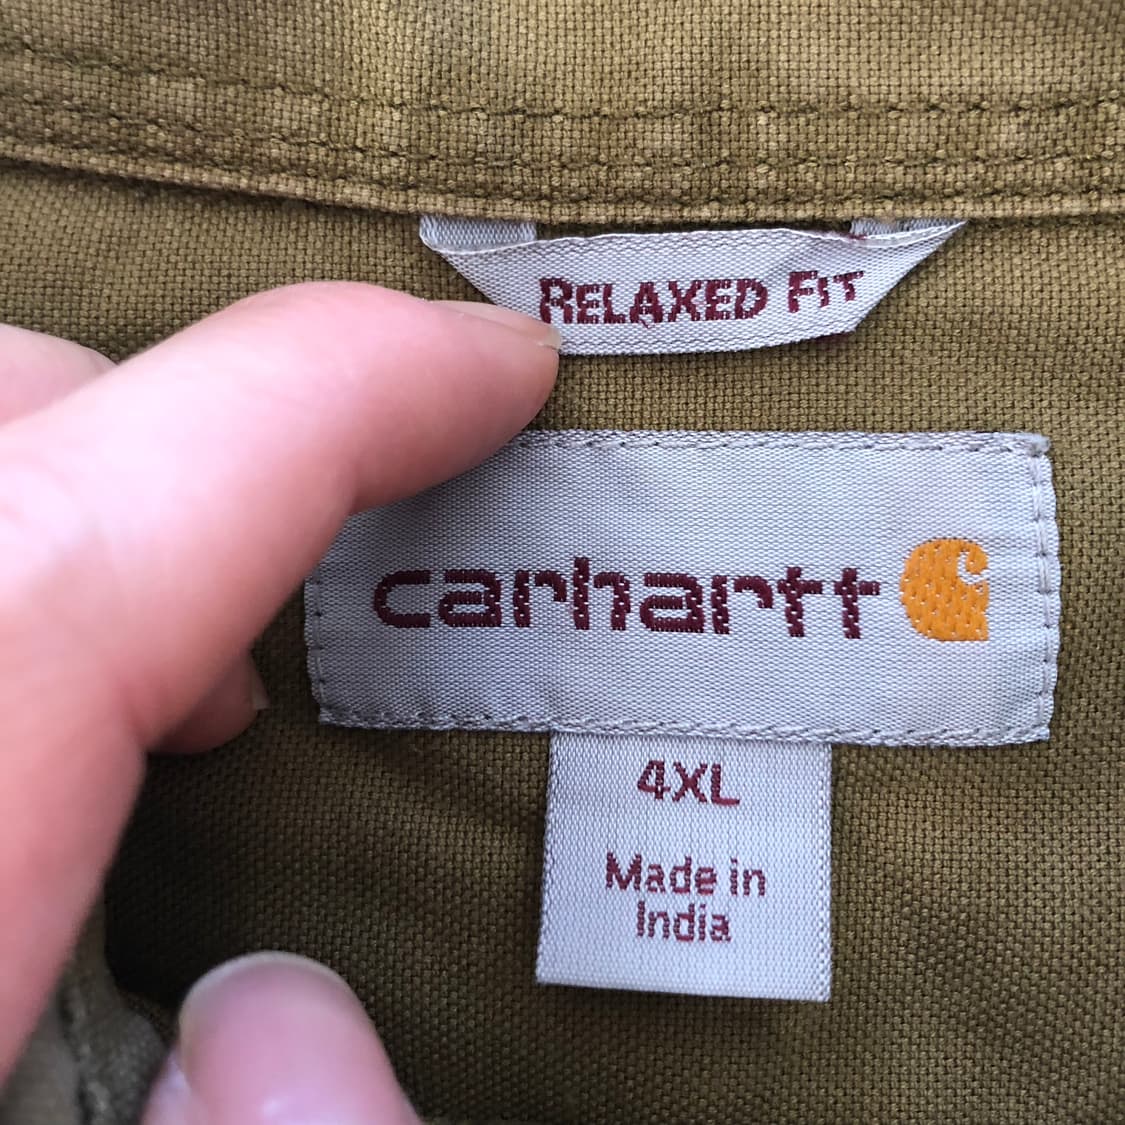 RELAXED FIT
carhartt
4XL
Made in
India